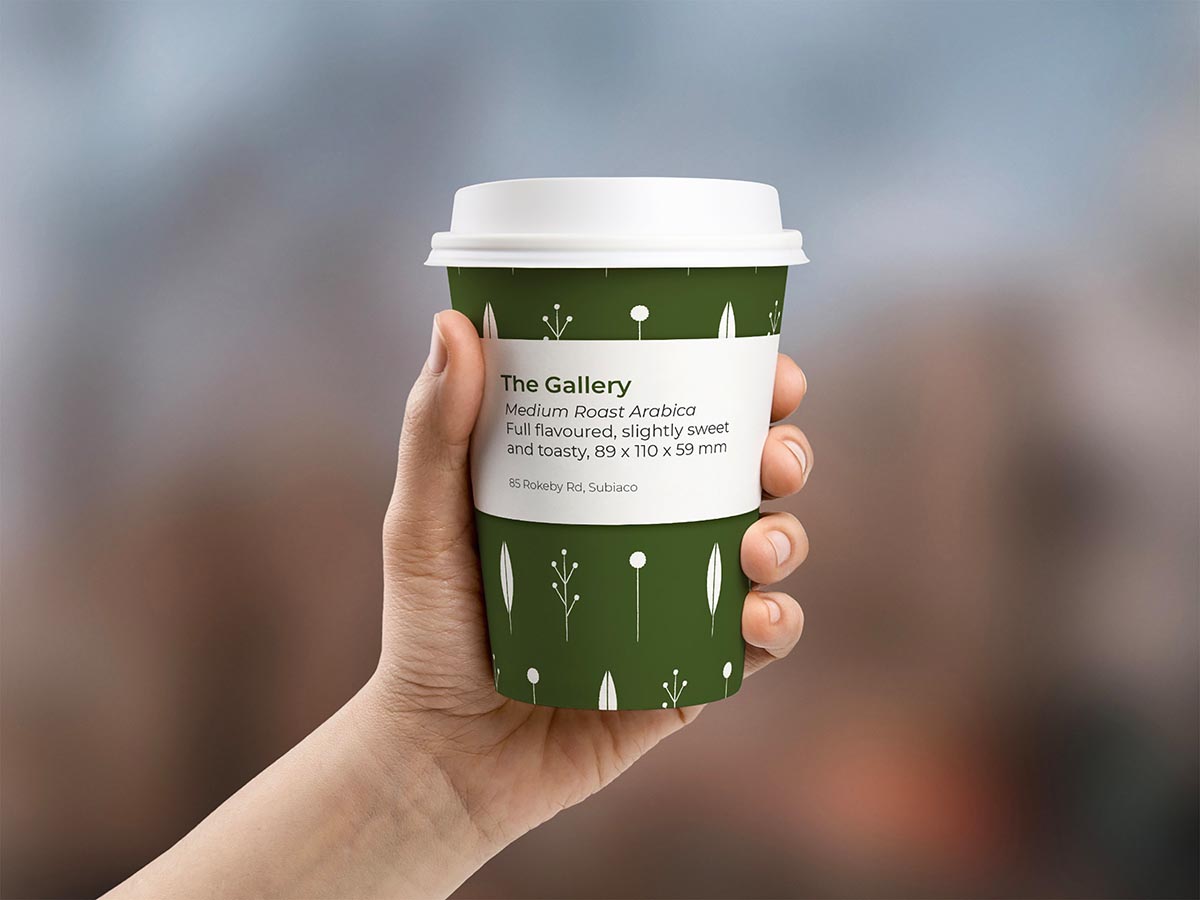 The Gallery
Medium Roast Arabica
Full flavoured, slightly sweet
and toasty, 89 x 110 x 59 mm
85 Rokeby Rd, Subiaco